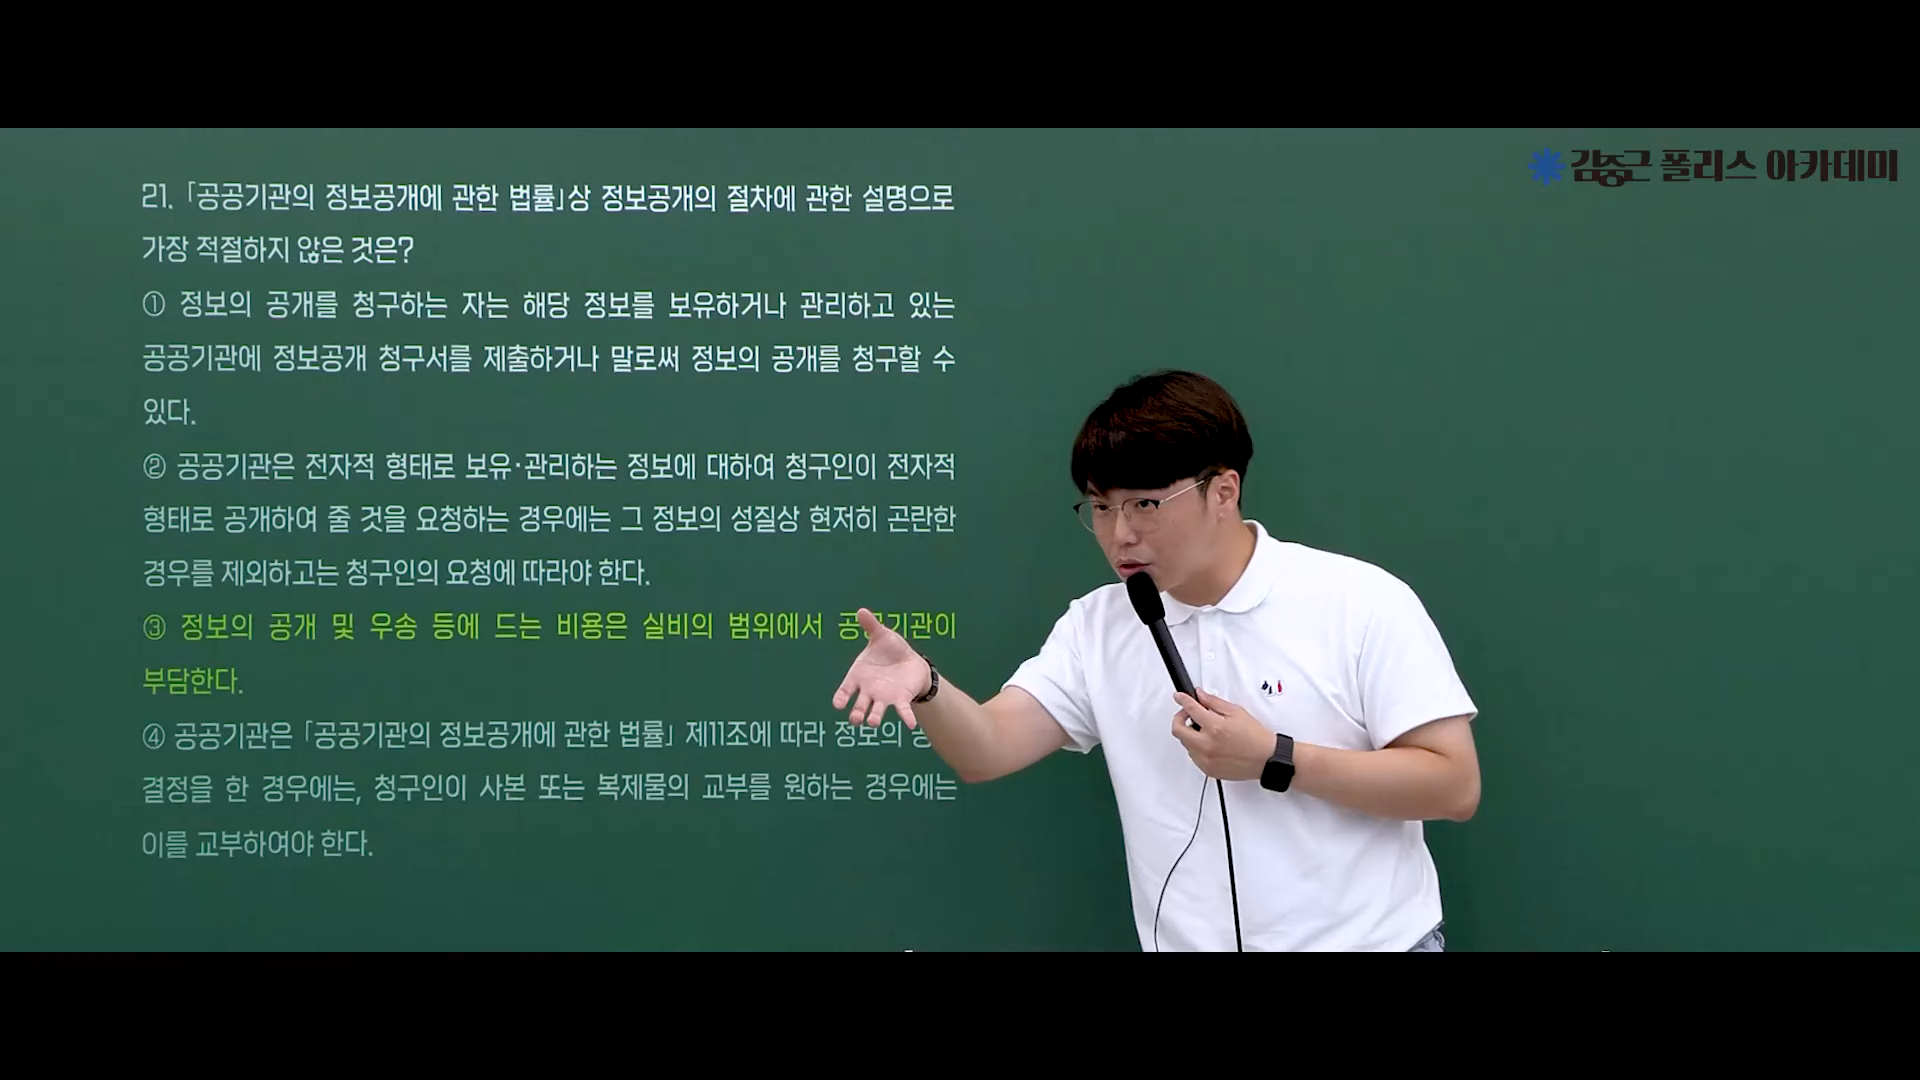 김중근 폴리스 아카데미
21. 「공공기관의 정보공개에 관한 법률」상 정보공개의 절차에 관한 설명으로
가장 적절하지 않은 것은?
① 정보의 공개를 청구하는 자는 해당 정보를 보유하거나 관리하고 있는
공공기관에 정보공개 청구서를 제출하거나 말로써 정보의 공개를 청구할 수
있다.
② 공공기관은 전자적 형태로 보유·관리하는 정보에 대하여 청구인이 전자적
형태로 공개하여 줄 것을 요청하는 경우에는 그 정보의 성질상 현저히 곤란한
경우를 제외하고는 청구인의 요청에 따라야 한다.
③ 정보의 공개 및 우송 등에 드는 비용은 실비의 범위에서 공공기관이
부담한다.
④ 공공기관은 「공공기관의 정보공개에 관한 법률」 제11조에 따라 정보의
결정을 한 경우에는, 청구인이 사본 또는 복제물의 교부를 원하는 경우에는
이를 교부하여야 한다.